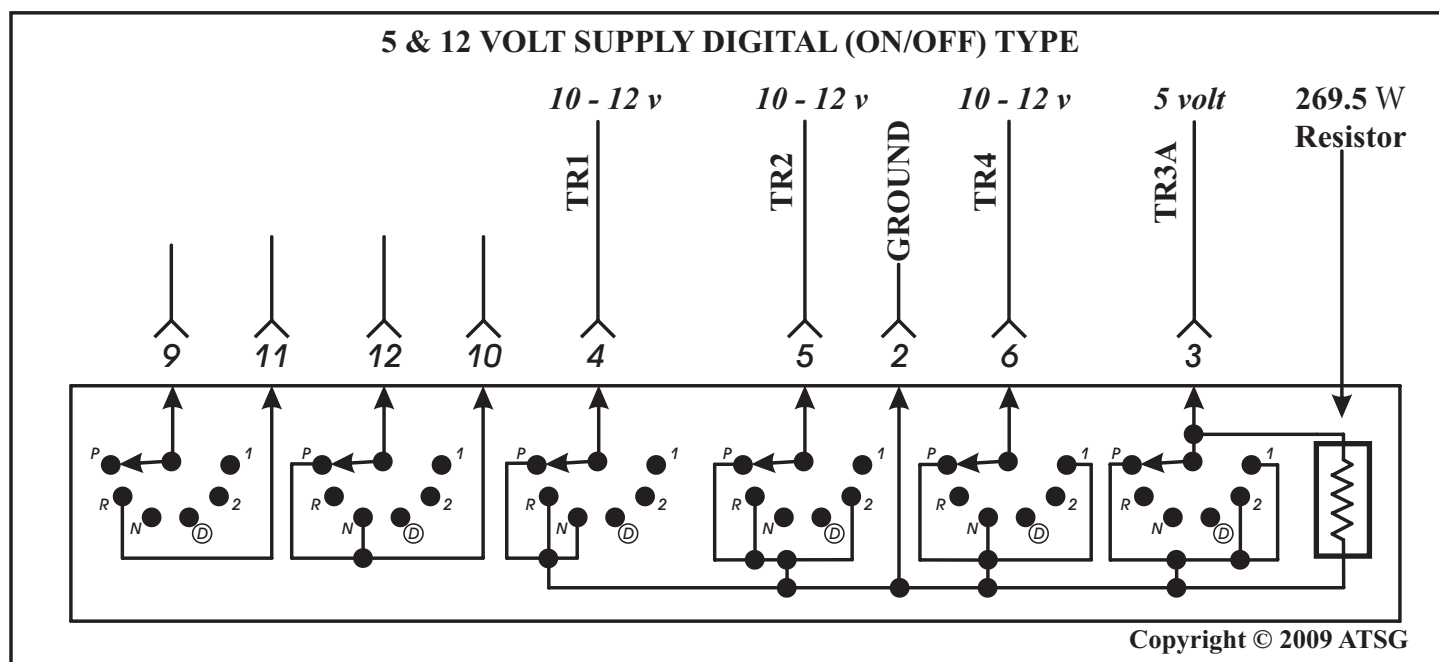 5 & 12 VOLT SUPPLY DIGITAL (ON/OFF) TYPE
10 - 12 v 10 - 12 v 10 - 12 v 5 volt 269.5 W
Resistor
TR1 TR2 GROUND TR4 TR3A
9 11 12 10 4 5 2 6 3
P 1 P 1 P 1 P 1 P 1 P 1
R 2 R 2 R 2 R 2 R 2 R 2
N D N D N D N D N D N D
Copyright © 2009 ATSG